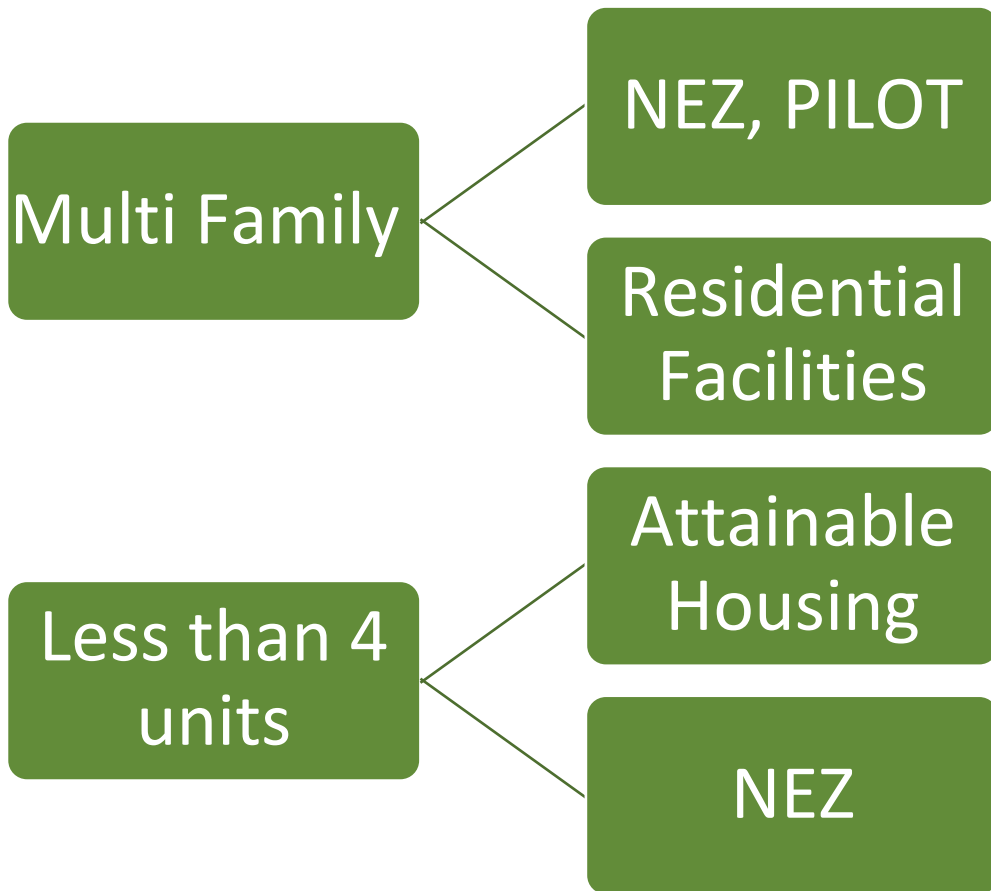 Multi Family
NEZ, PILOT
Residential
Facilities
Less than 4
units
Attainable
Housing
NEZ